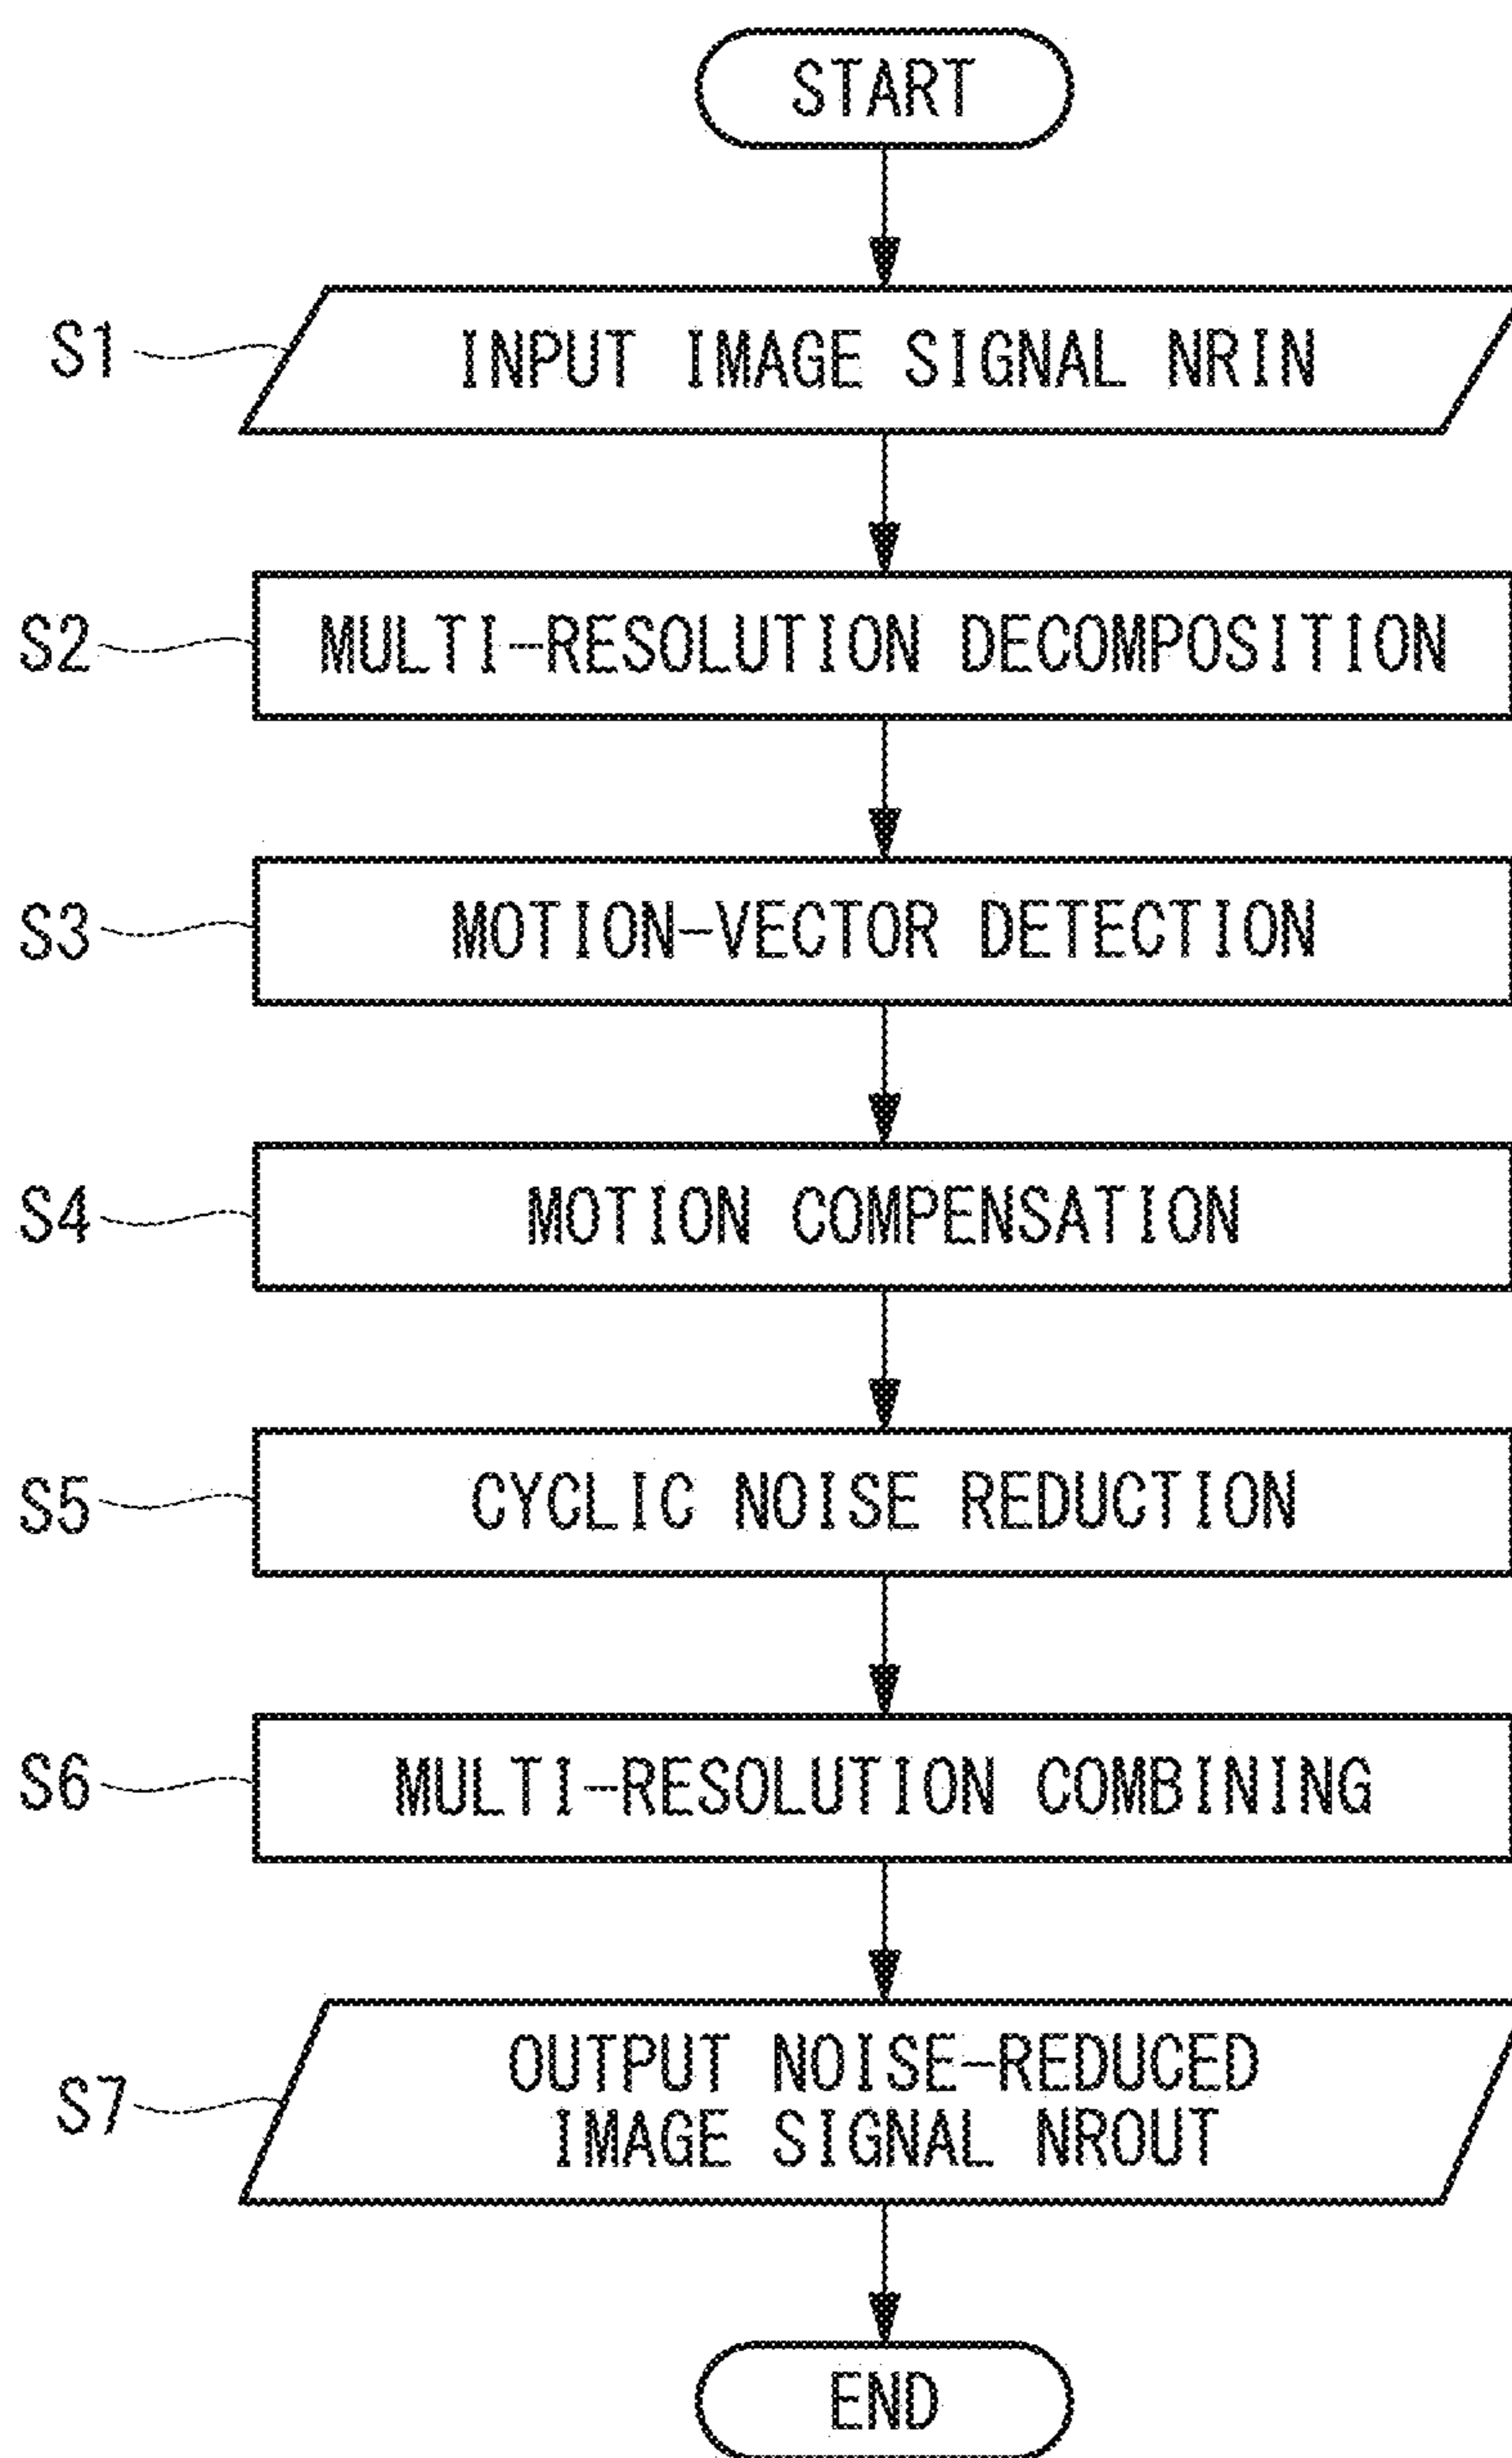 START
S1
INPUT IMAGE SIGNAL NRIN
S2
MULTI-RESOLUTION DECOMPOSITION
S3
MOTION-VECTOR DETECTION
S4
MOTION COMPENSATION
S5
CYCLIC NOISE REDUCTION
S6
MULTI-RESOLUTION COMBINING
S7
OUTPUT NOISE-REDUCED
IMAGE SIGNAL NROUT
END